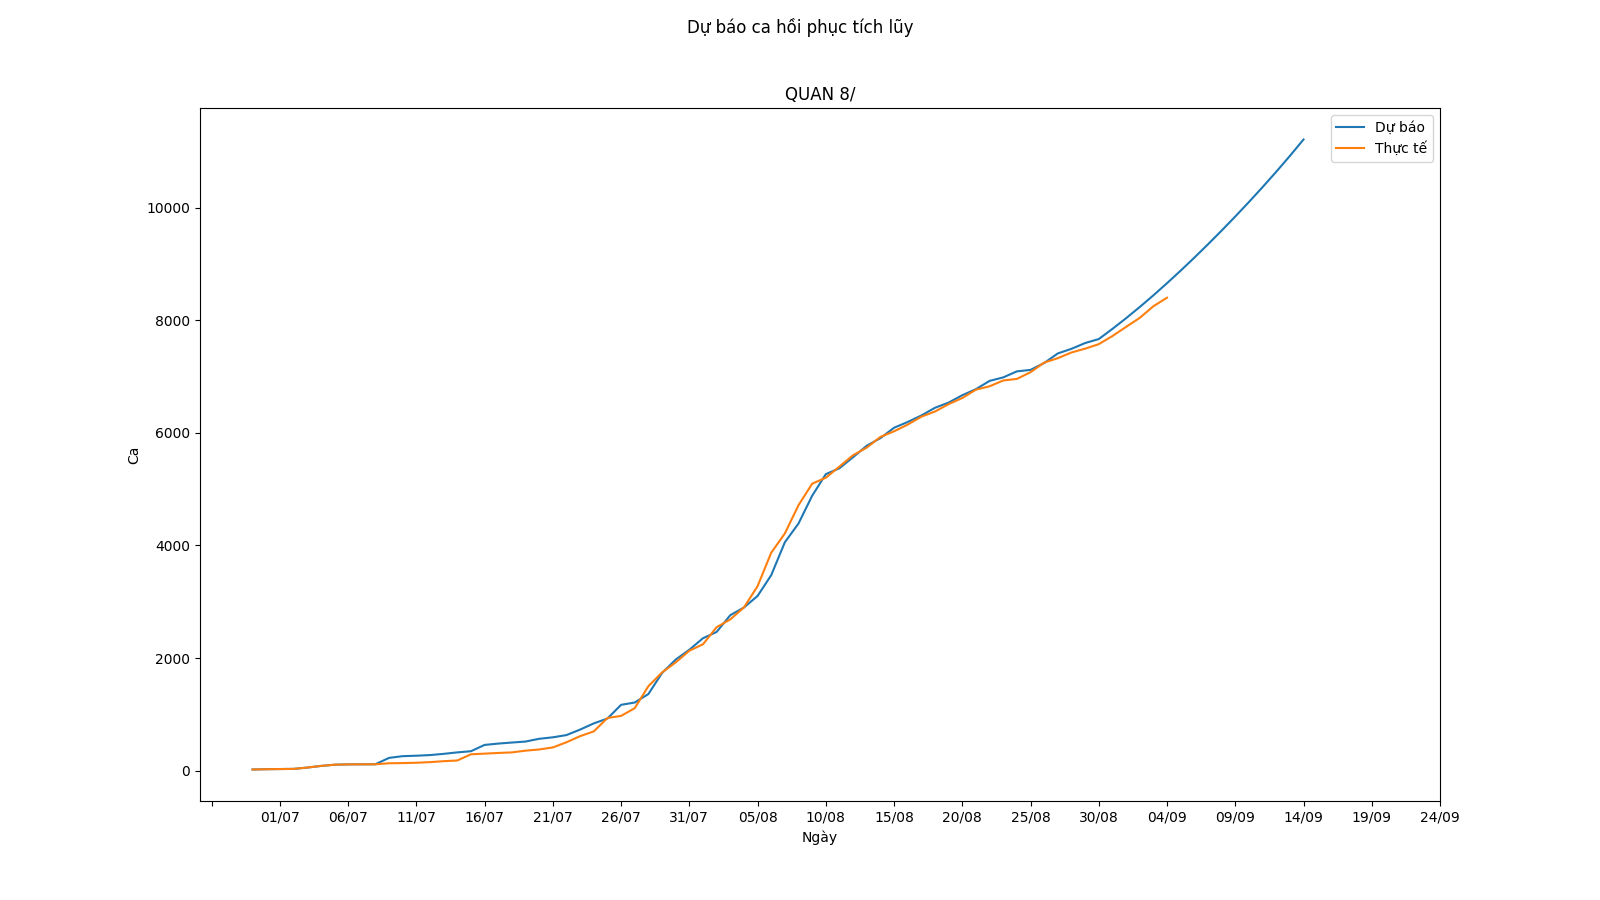 Dự báo ca hồi phục tích lũy
QUAN 8/
Dự báo
Thực tế
10000
8000
6000
4000
2000
0
Ca
01/07 06/07 11/07 16/07 21/07 26/07 31/07 05/08 10/08 15/08 20/08 25/08 30/08 04/09 09/09 14/09 19/09 24/09
Ngày